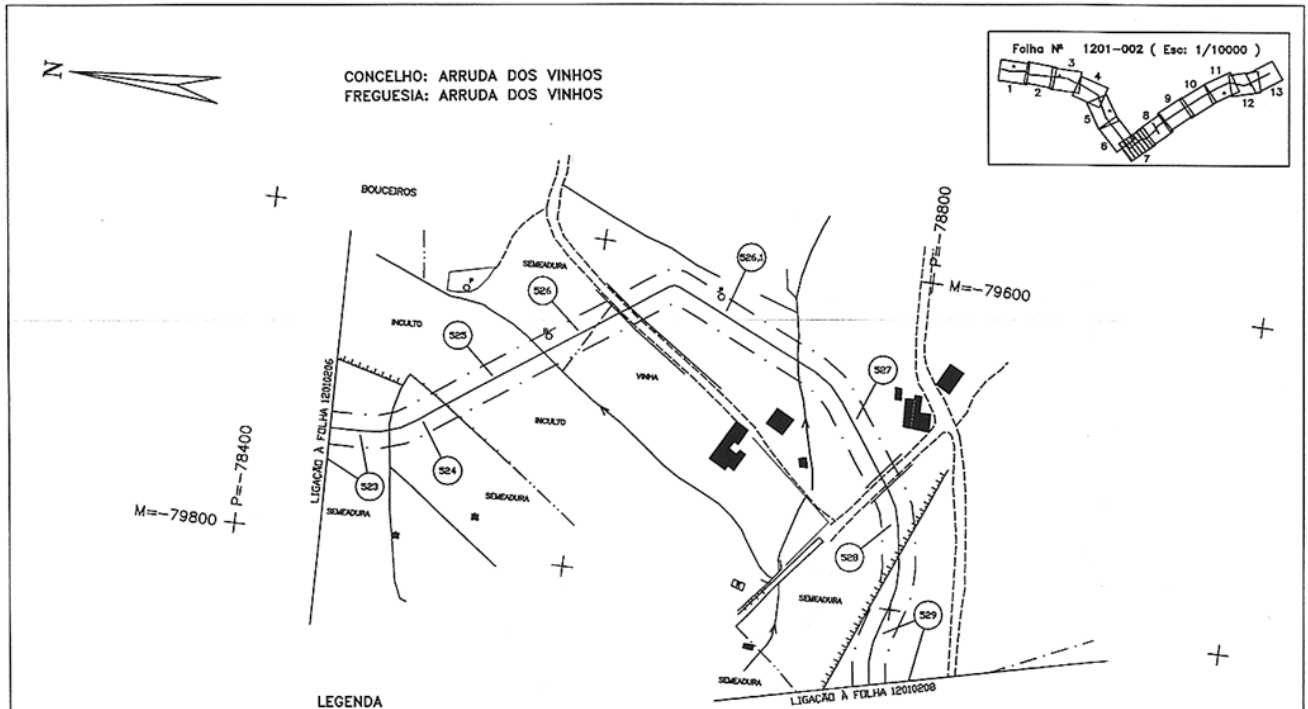 N
CONCELHO: ARRUDA DOS VINHOS
FREGUESIA: ARRUDA DOS VINHOS
Folha Nº 1201-002 ( Esc: 1/10000 )
1
2
3
4
5
6
7
8
9
10
11
12
13
BOUCEIROS
SEMEADURA
526
526,1
P=-78800
M=-79600
INCULTO
525
P
P
P
VINHA
527
INCULTO
LIGAÇÃO À FOLHA 12010206
P=-78400
M=-79800
523
524
SEMEADURA
SEMEADURA
528
SEMEADURA
529
SEMEADURA
LIGAÇÃO À FOLHA 12010208
LEGENDA